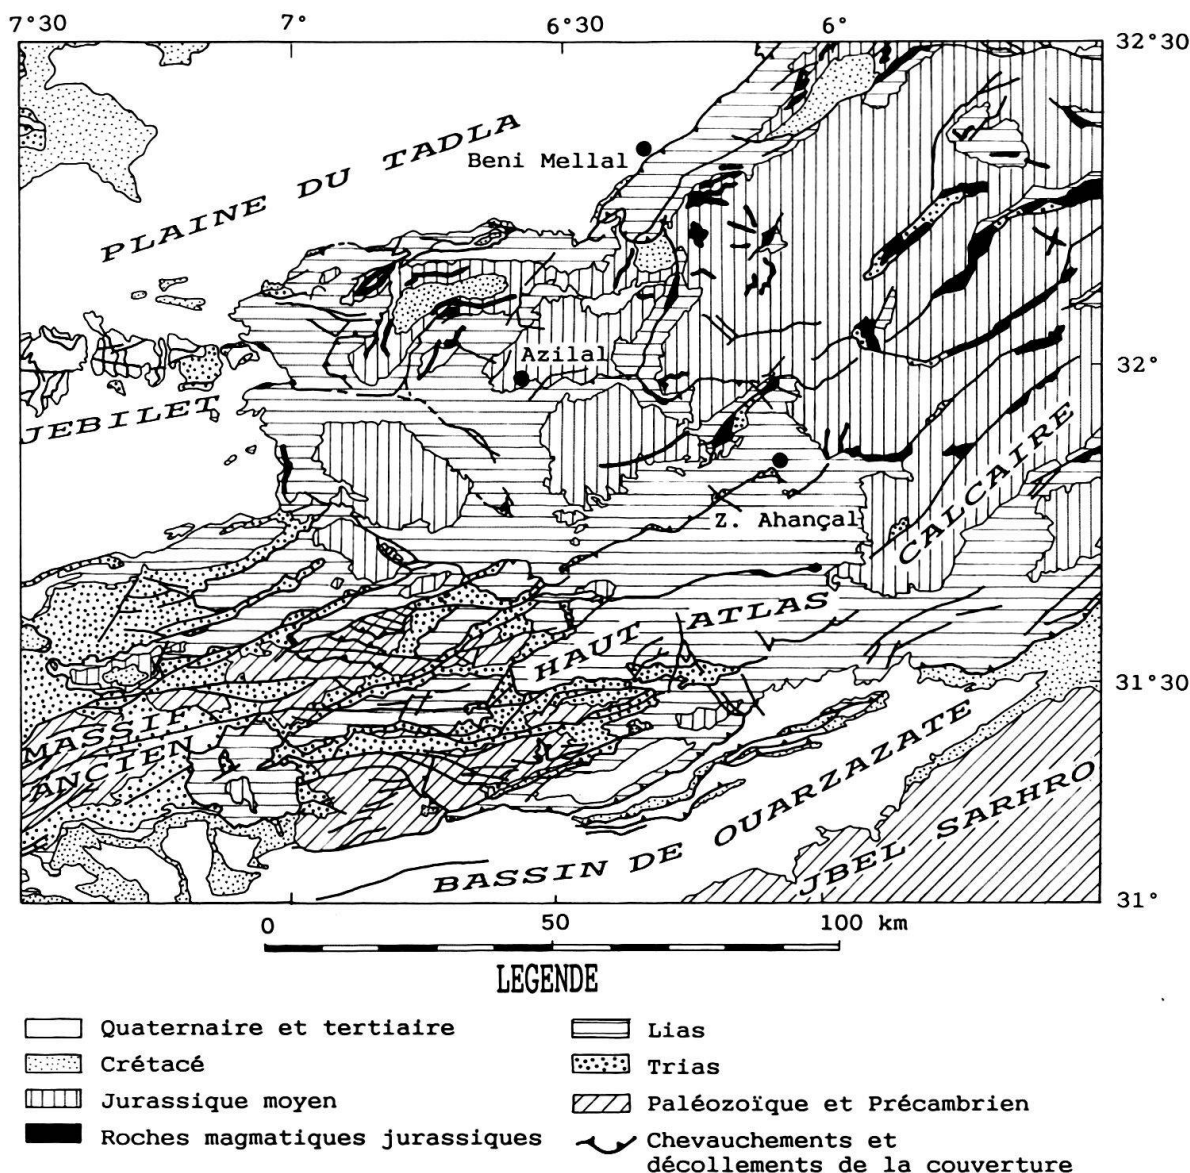 7°30 7° 6°30 6°
32°30
PLAINE DU TADLA
Beni Mellal
Azilal
32°
JEBILET
CALCAIRE
Z. Ahançal
HAUT ATLAS
31°30
MASSIF
ANCIEN
BASSIN DE OUARZAZATE
JBEL SARHRO
31°
0 50 100 km
LEGENDE
Quaternaire et tertiaire
Crétacé
Jurassique moyen
Roches magmatiques jurassiques
Lias
Trias
Paléozoïque et Précambrien
Chevauchements et
décollements de la couverture